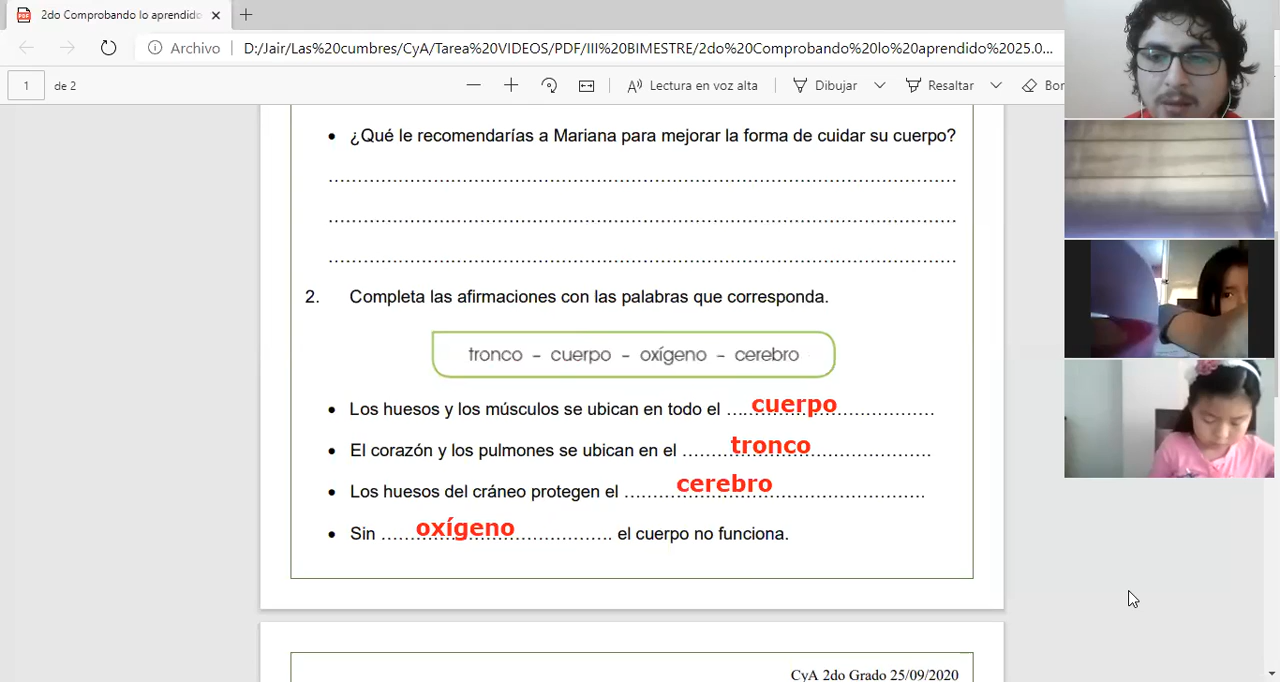 2do Comprobando lo aprendido
Archivo
D:/Jair/Las%20cumbres/CyA/Tarea%20VIDEOS/PDF/III%20BIMESTRE/2do%20Comprobando%20lo%20aprendido%2025.0...
1 de 2
Lectura en voz alta
Dibujar
Resaltar
Bor
• ¿Qué le recomendarías a Mariana para mejorar la forma de cuidar su cuerpo?
2. Completa las afirmaciones con las palabras que corresponda.
tronco - cuerpo - oxígeno - cerebro
• Los huesos y los músculos se ubican en todo el cuerpo
• El corazón y los pulmones se ubican en el tronco
• Los huesos del cráneo protegen el cerebro
• Sin oxígeno el cuerpo no funciona.
CyA 2do Grado 25/09/2020